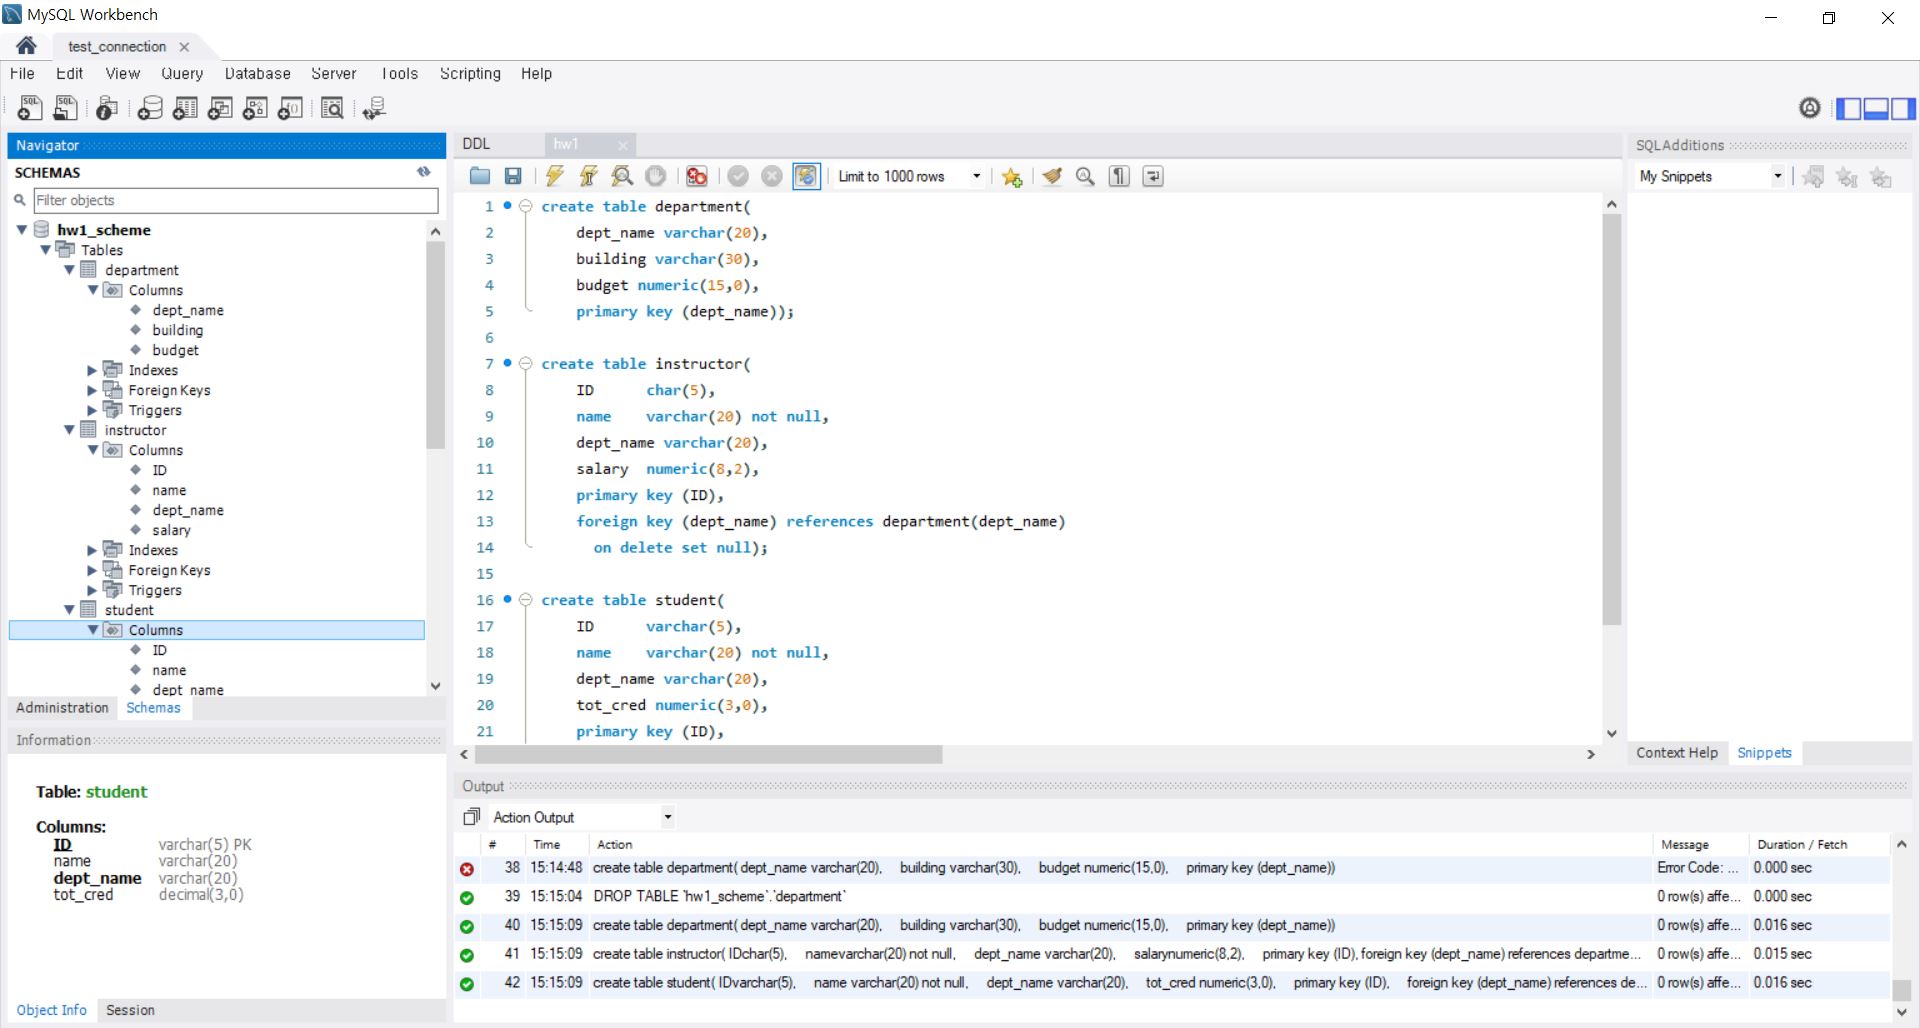 MySQL Workbench
test_connection
File Edit View Query Database Server Tools Scripting Help
Navigator
SCHEMAS
Filter objects
hw1_scheme
Tables
department
Columns
dept_name
building
budget
Indexes
Foreign Keys
Triggers
instructor
Columns
ID
name
dept_name
salary
Indexes
Foreign Keys
Triggers
student
Columns
ID
name
dept_name
Administration Schemas
Information
Table: student
Columns:
ID varchar(5) PK
name varchar(20)
dept_name varchar(20)
tot_cred decimal(3,0)
Object Info Session
DDL hw1
Limit to 1000 rows
1 create table department(
2 dept_name varchar(20),
3 building varchar(30),
4 budget numeric(15,0),
5 primary key (dept_name));
6
7 create table instructor(
8 ID char(5),
9 name varchar(20) not null,
10 dept_name varchar(20),
11 salary numeric(8,2),
12 primary key (ID),
13 foreign key (dept_name) references department(dept_name)
14 on delete set null);
15
16 create table student(
17 ID varchar(5),
18 name varchar(20) not null,
19 dept_name varchar(20),
20 tot_cred numeric(3,0),
21 primary key (ID),
Output
Action Output
# Time Action Message Duration / Fetch
38 15:14:48 create table department( dept_name varchar(20), building varchar(30), budget numeric(15,0), primary key (dept_name)) Error Code: ... 0.000 sec
39 15:15:04 DROP TABLE `hw1_scheme`.`department` 0 row(s) affe... 0.000 sec
40 15:15:09 create table department( dept_name varchar(20), building varchar(30), budget numeric(15,0), primary key (dept_name)) 0 row(s) affe... 0.016 sec
41 15:15:09 create table instructor( IDchar(5), namevarchar(20) not null, dept_name varchar(20), salarynumeric(8,2), primary key (ID), foreign key (dept_name) references departme... 0 row(s) affe... 0.015 sec
42 15:15:09 create table student( IDvarchar(5), name varchar(20) not null, dept_name varchar(20), tot_cred numeric(3,0), primary key (ID), foreign key (dept_name) references de... 0 row(s) affe... 0.016 sec
SQLAdditions
My Snippets
Context Help Snippets